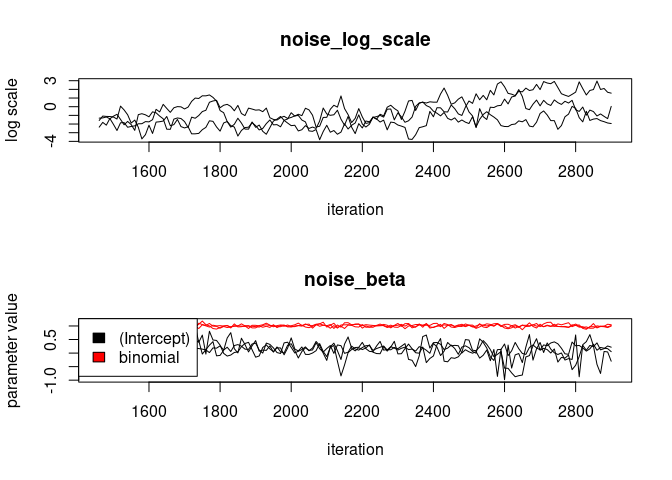 noise_log_scale
log scale
3
0
-4
1600 1800 2000 2200 2400 2600 2800
iteration
noise_beta
parameter value
0.5
-1.0
(Intercept)
binomial
1600 1800 2000 2200 2400 2600 2800
iteration